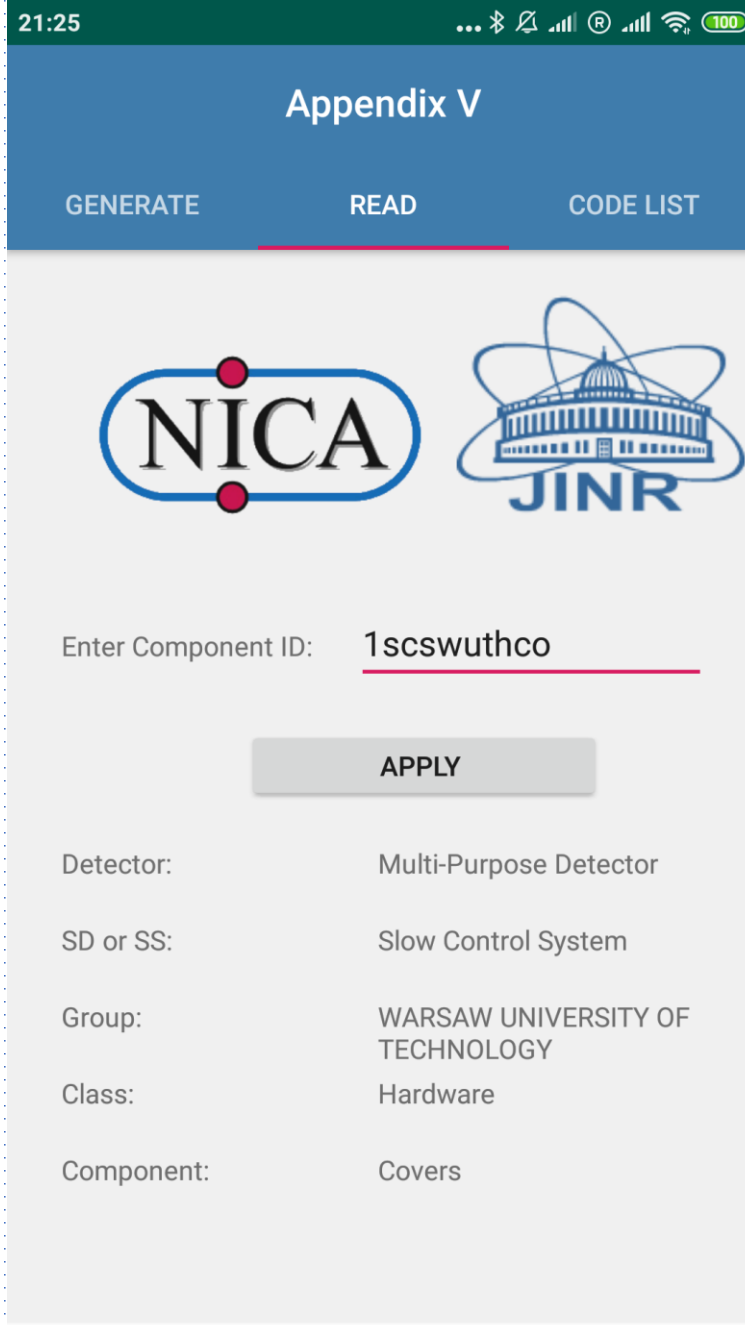 21:25
... R 100
Appendix V
GENERATE READ CODE LIST
NICA
JINR
Enter Component ID: 1scswuthco
APPLY
Detector: Multi-Purpose Detector
SD or SS: Slow Control System
Group: WARSAW UNIVERSITY OF
TECHNOLOGY
Class: Hardware
Component: Covers